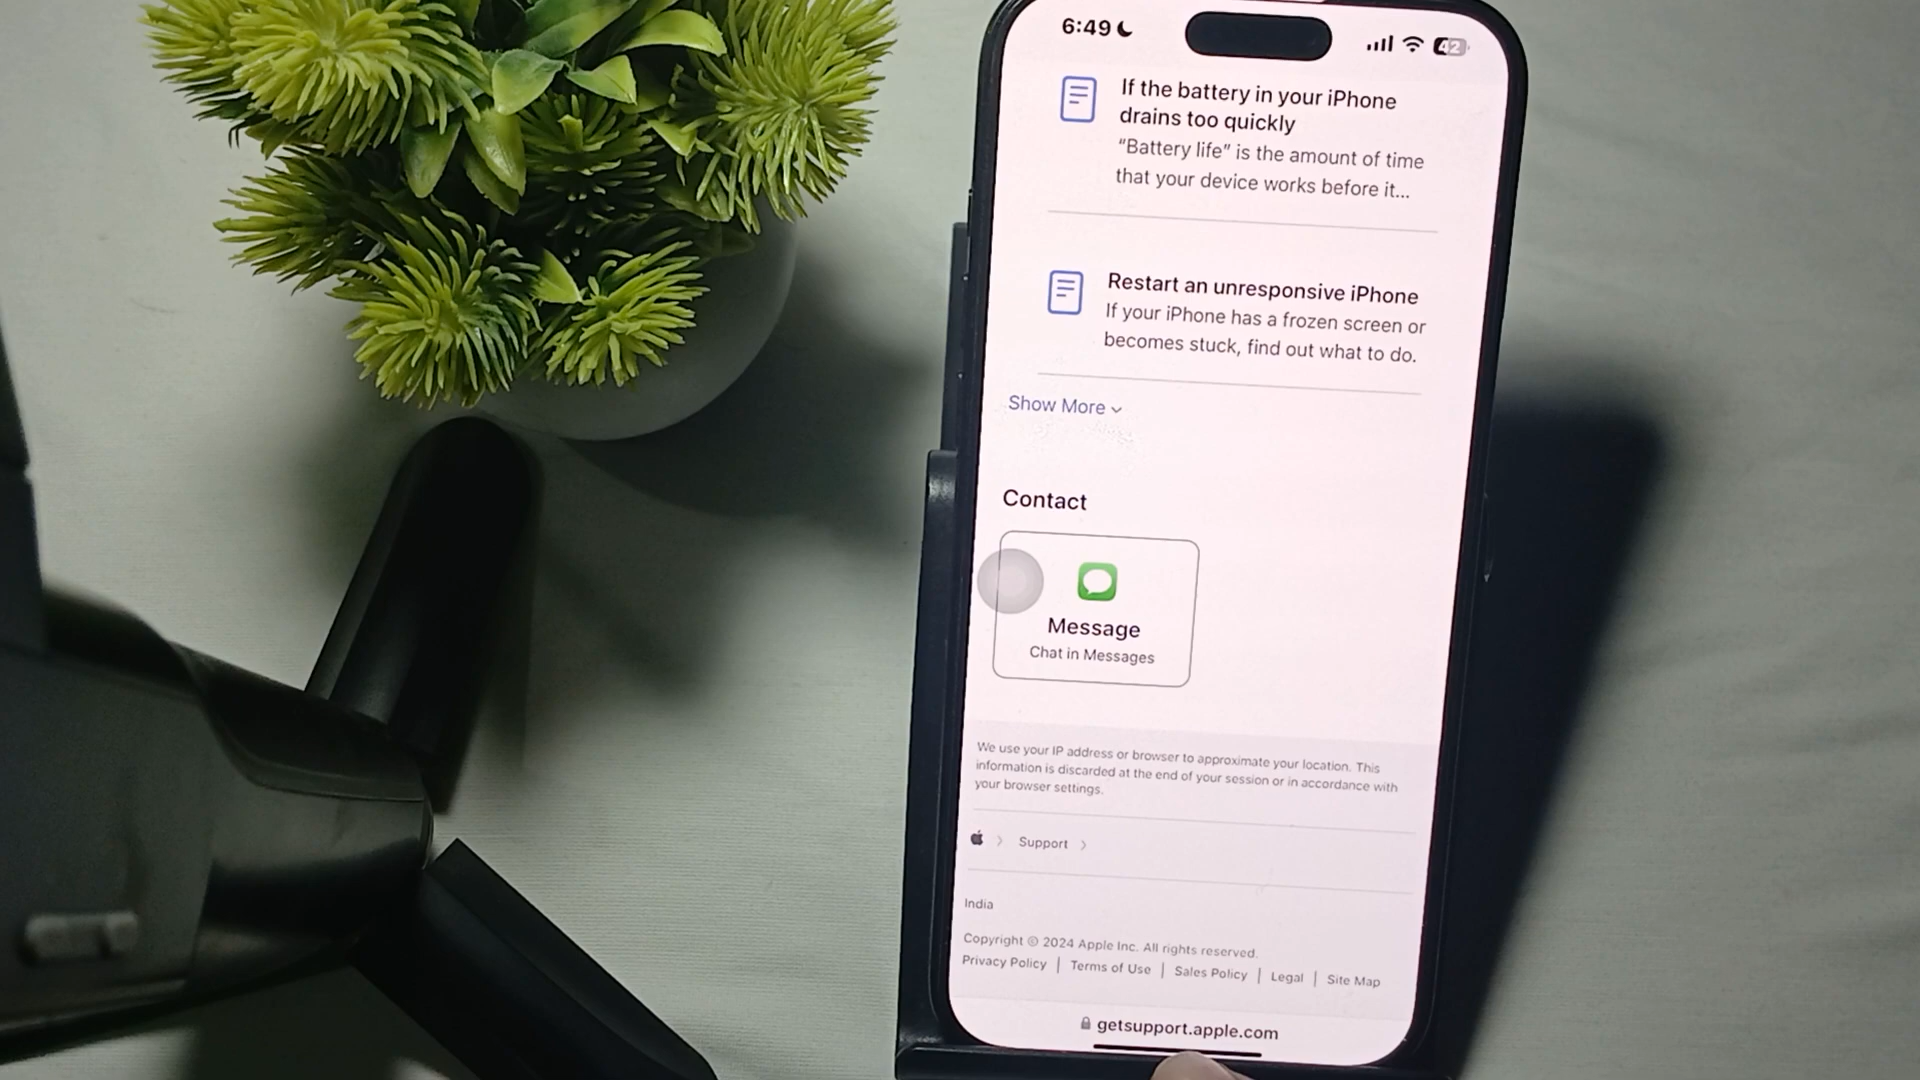 6:49
42
If the battery in your iPhone
drains too quickly
“Battery life” is the amount of time
that your device works before it...
Restart an unresponsive iPhone
If your iPhone has a frozen screen or
becomes stuck, find out what to do.
Show More
Contact
Message
Chat in Messages
We use your IP address or browser to approximate your location. This
information is discarded at the end of your session or in accordance with
your browser settings.
Support
India
Copyright © 2024 Apple Inc. All rights reserved.
Privacy Policy | Terms of Use | Sales Policy | Legal | Site Map
getsupport.apple.com